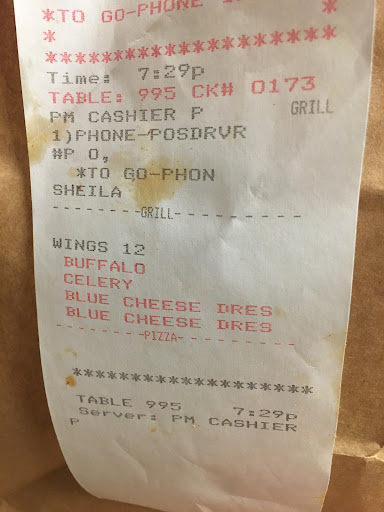 *TO GO-PHONE
* *
********************
Time: 7:29p
TABLE: 995 CK# 0173
PM CASHIER P GRILL
1)PHONE-POSDRVR
#P 0,
*TO GO-PHON
SHEILA
--------GRILL----------
WINGS 12
BUFFALO
CELERY
BLUE CHEESE DRES
BLUE CHEESE DRES
--------PIZZA----------
********************
TABLE 995 7:29p
Server: PM CASHIER
P